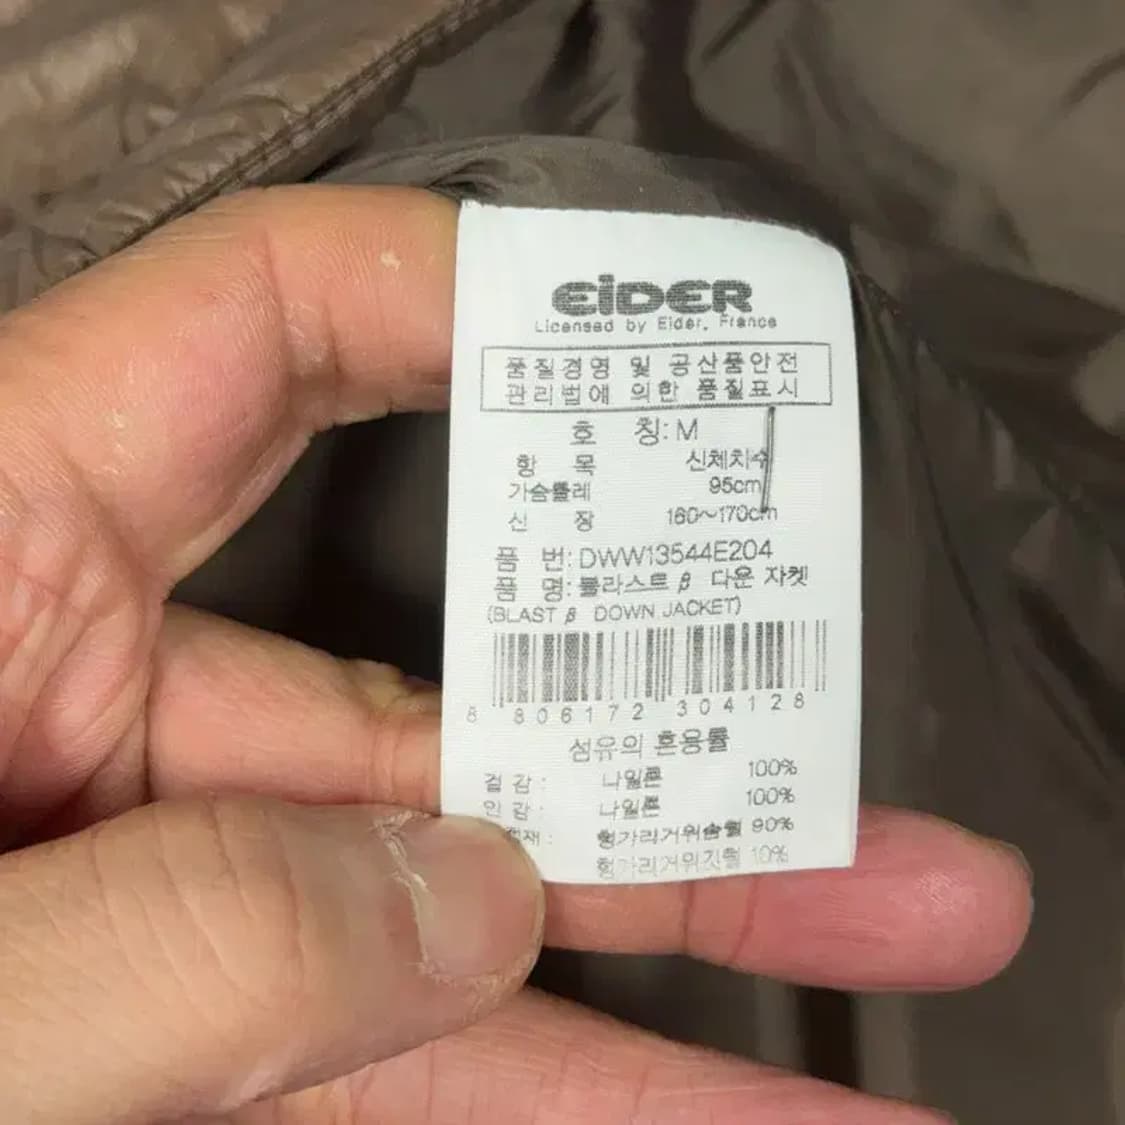 EiDER
Licensed by Eider, France
품질경영 및 공산품안전
관리법에 의한 품질표시
호 칭: M
항 목 신체치수
가슴둘레 95cm
신 장 160~170cm
품 번: DWW13544E204
품 명: 블라스트 β 다운 자켓
(BLAST β DOWN JACKET)
8 806172 304128
섬유의 혼용률
겉감: 나일론 100%
안감: 나일론 100%
재: 헝가리거위솜털 90%
헝가리거위깃털 10%